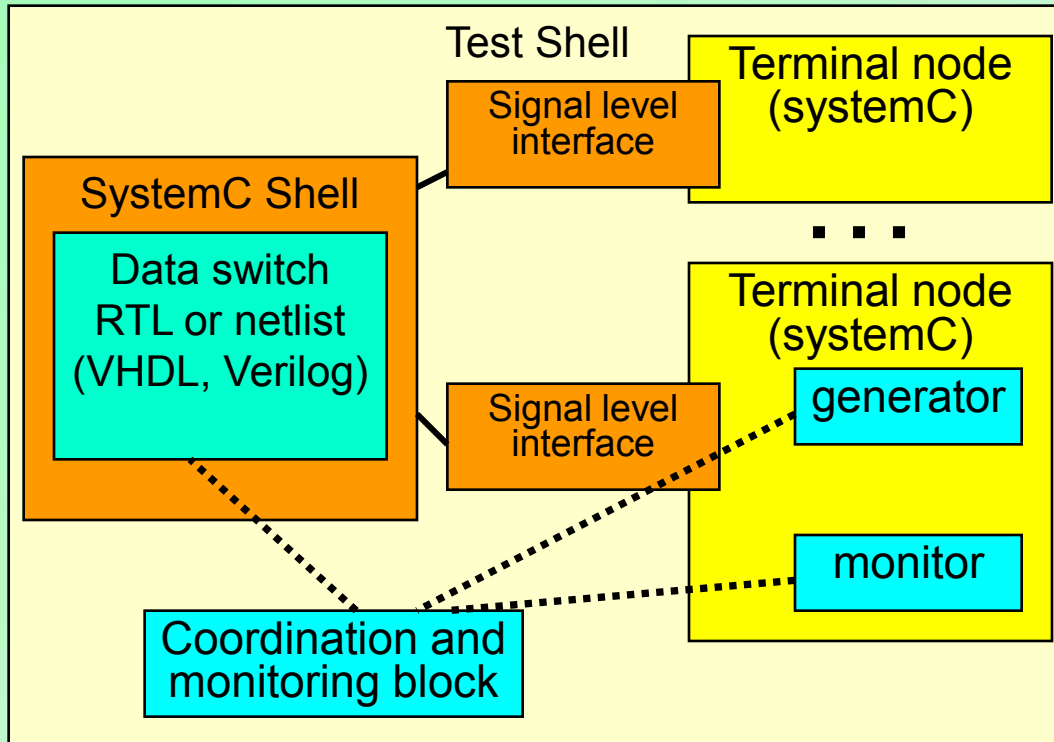 Test Shell
Signal level
interface
Terminal node
(systemC)
SystemC Shell
Data switch
RTL or netlist
(VHDL, Verilog)
. . .
Terminal node
(systemC)
Signal level
interface
generator
monitor
Coordination and
monitoring block